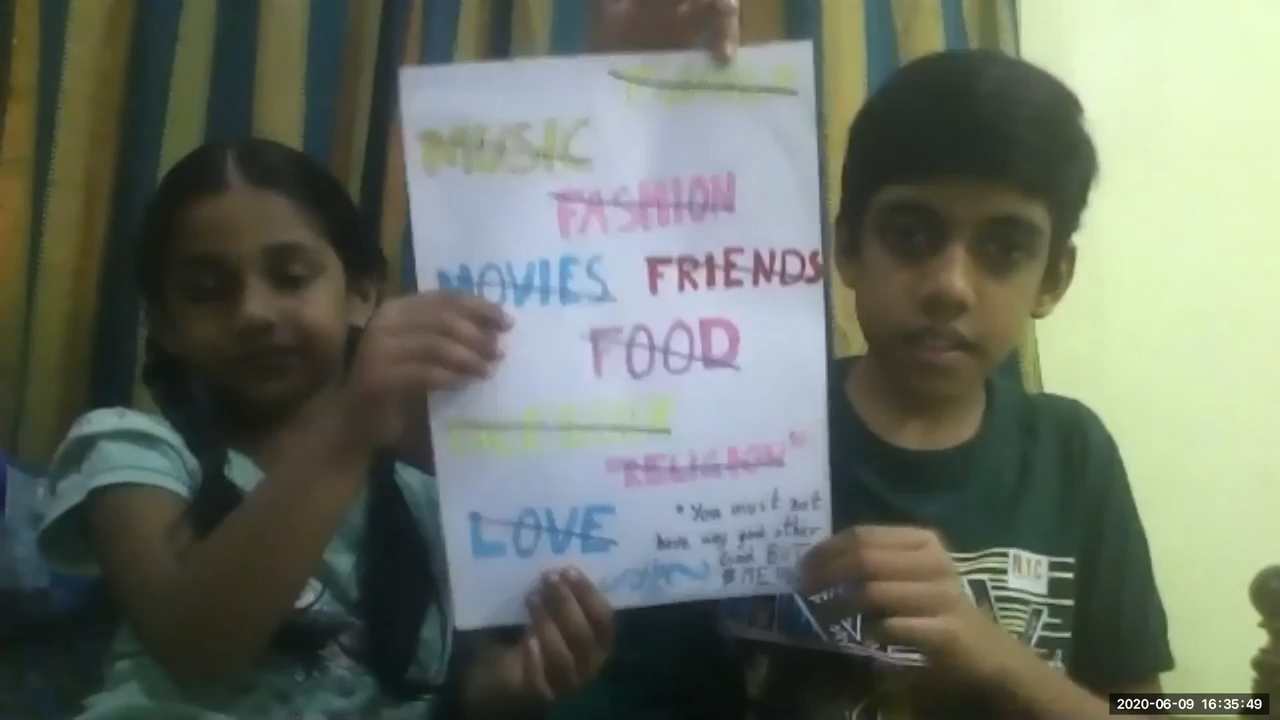 MUSIC
FASHION
MOVIES FRIENDS
FOOD
"RELIGION"
LOVE
"You must not
have any other
God BUT
ME
NYC
2020-06-09 16:35:49